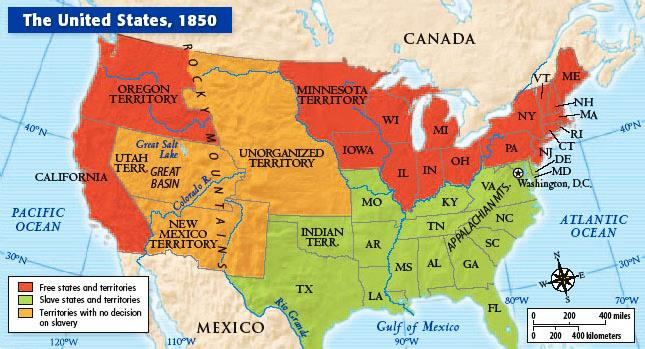 The United States, 1850
CANADA
ROCKY MOUNTAINS
OREGON
TERRITORY
MINNESOTA
TERRITORY
VT
ME
NH
MA
NY
WI
MI
RI
CT
40°N
40°N
Great Salt
Lake
UTAH
TERR.
GREAT
BASIN
UNORGANIZED
TERRITORY
IOWA
PA
NJ
OH
IL
IN
DE
MD
Washington, D.C.
CALIFORNIA
Colorado R.
MO
KY
VA
APPALACHIAN MTS.
PACIFIC
OCEAN
NEW
MEXICO
TERRITORY
INDIAN
TERR.
AR
TN
NC
SC
ATLANTIC
OCEAN
MS
AL
GA
30°N
30°N
N
W
E
S
TX
LA
FL
Free states and territories
Slave states and territories
Territories with no decision
on slavery
MEXICO
Rio Grande
Gulf of Mexico
80°W
70°W
0 200 400 miles
0 200 400 kilometers
120°W
110°W
90°W